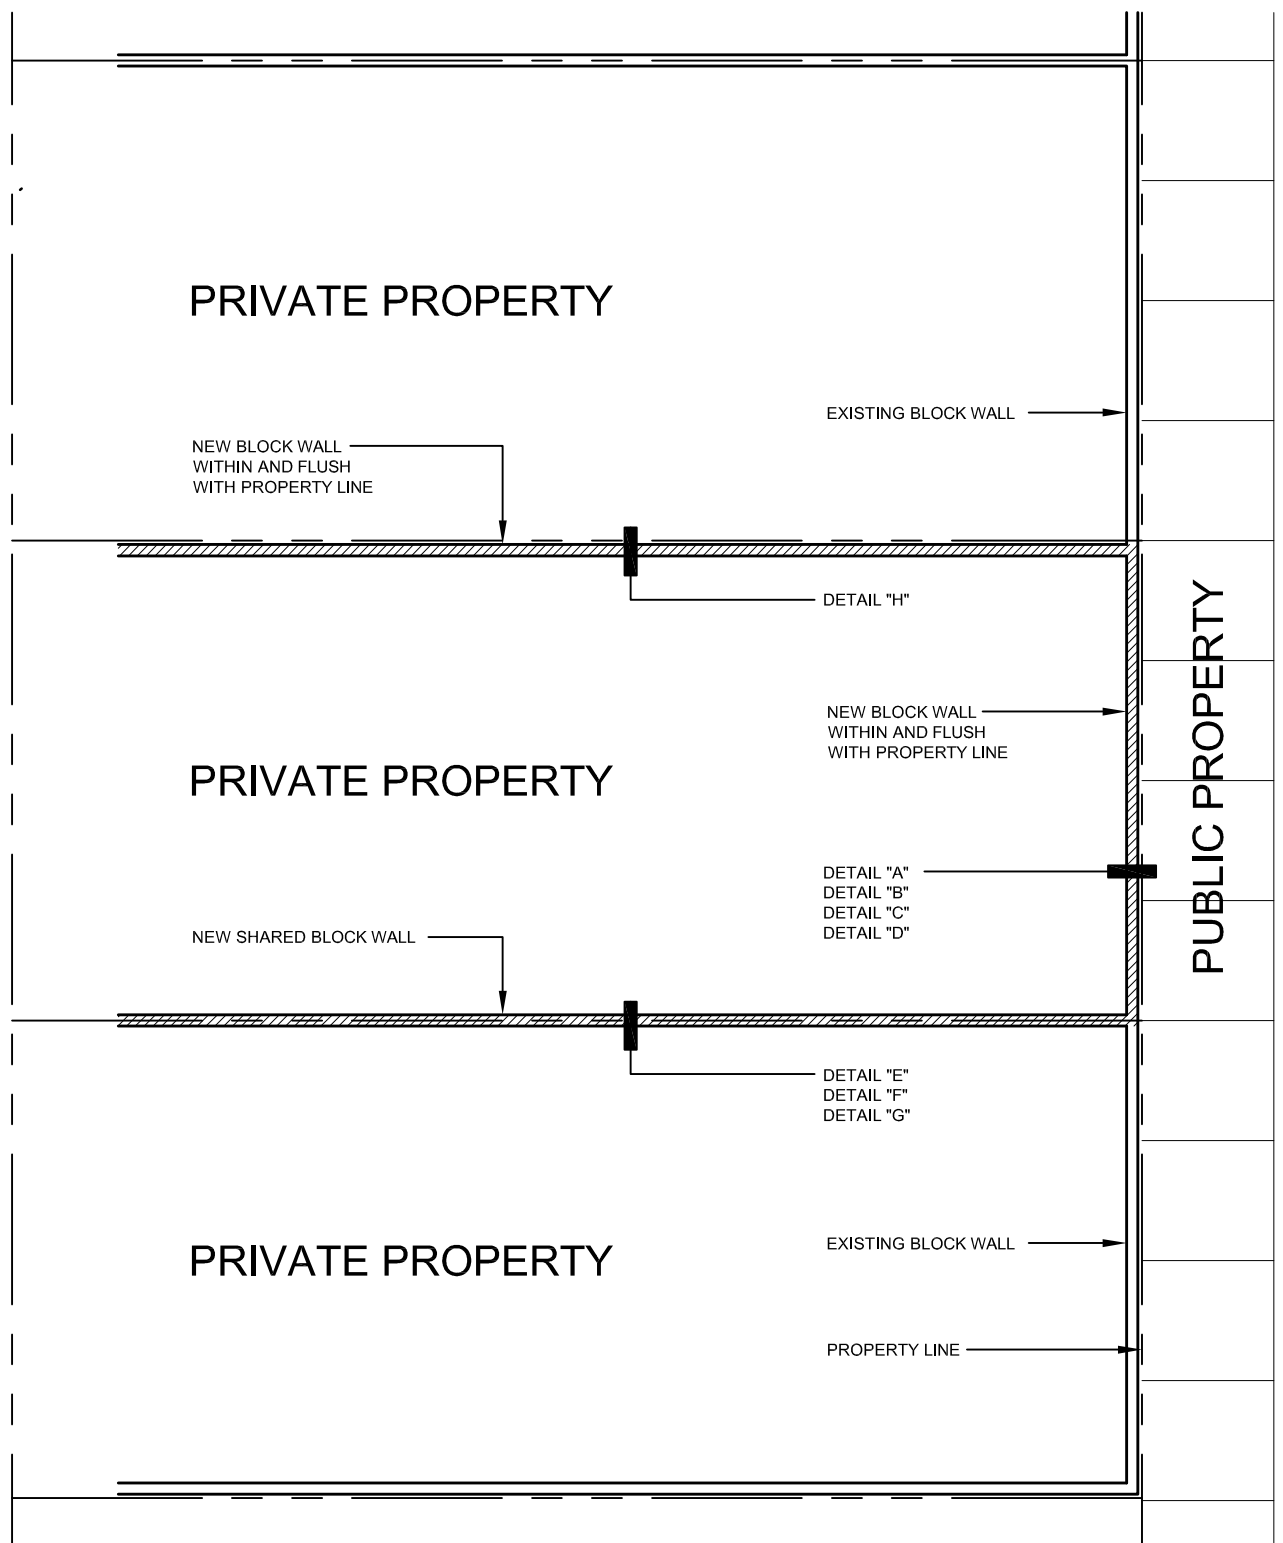 PRIVATE PROPERTY
EXISTING BLOCK WALL
NEW BLOCK WALL
WITHIN AND FLUSH
WITH PROPERTY LINE
DETAIL "H"
PUBLIC PROPERTY
NEW BLOCK WALL
WITHIN AND FLUSH
WITH PROPERTY LINE
PRIVATE PROPERTY
DETAIL "A"
DETAIL "B"
DETAIL "C"
DETAIL "D"
NEW SHARED BLOCK WALL
DETAIL "E"
DETAIL "F"
DETAIL "G"
PRIVATE PROPERTY
EXISTING BLOCK WALL
PROPERTY LINE